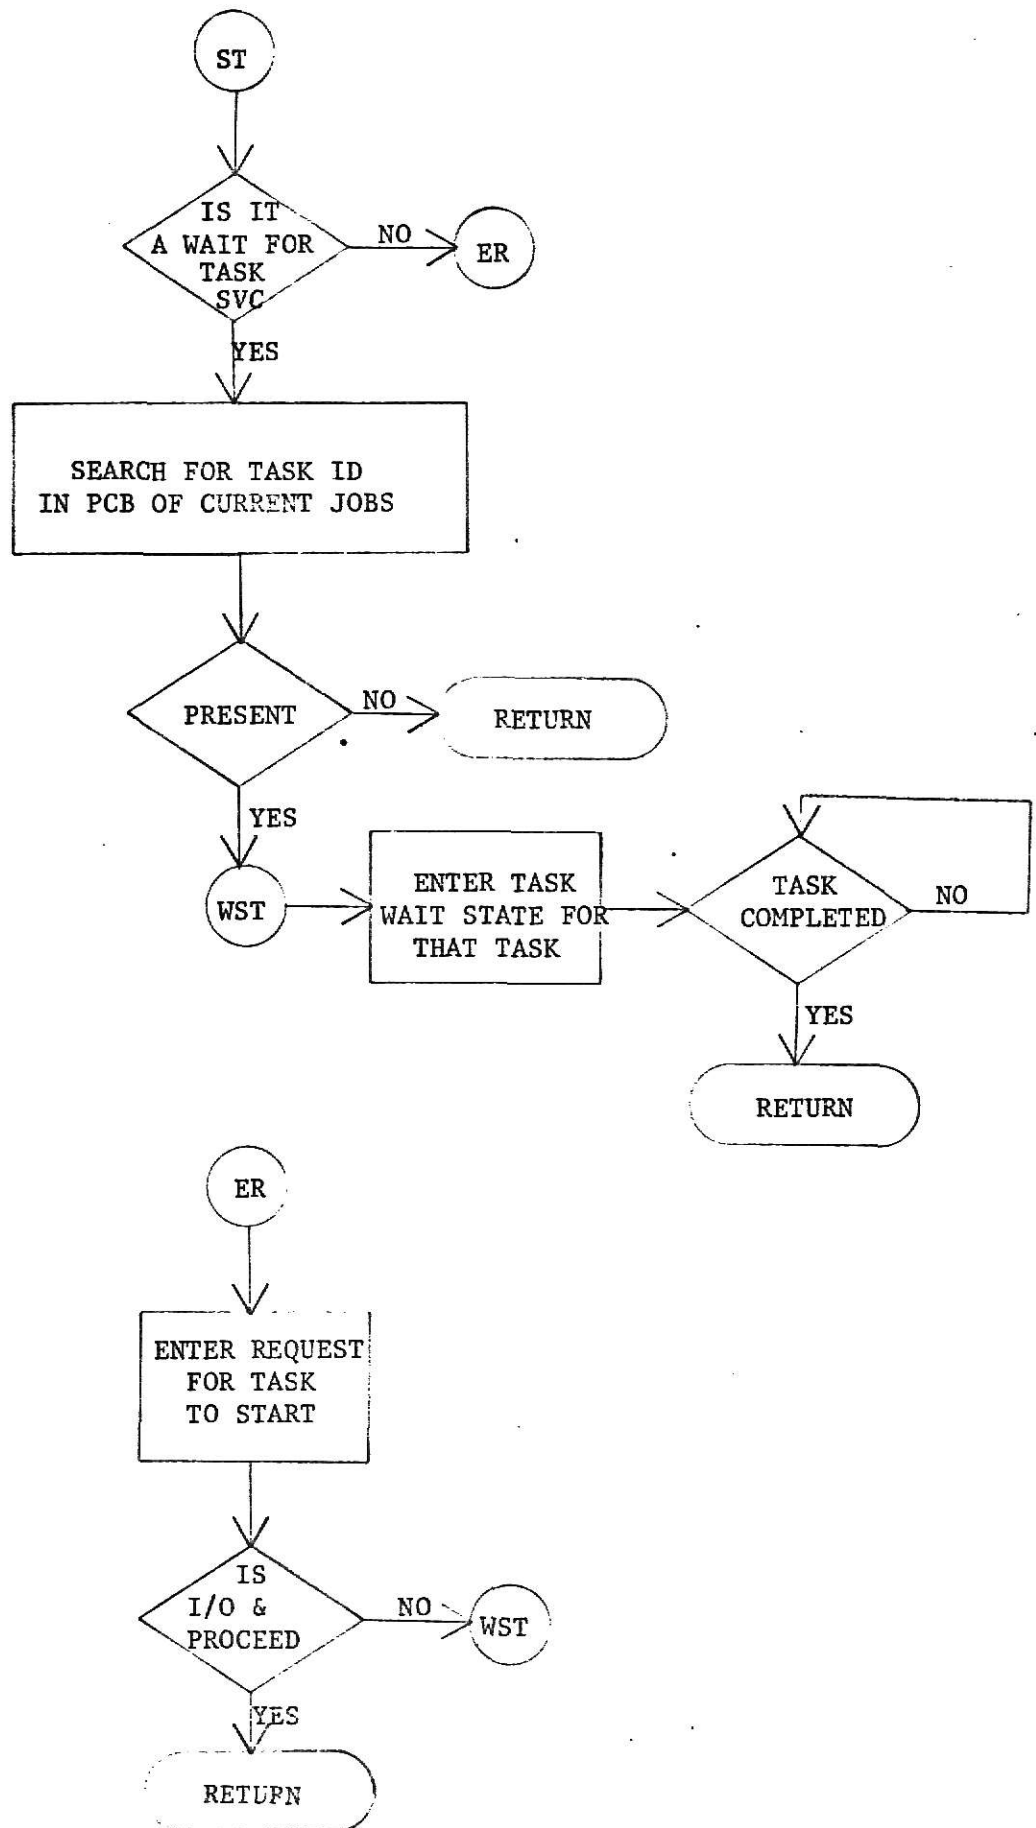 ST
IS IT
A WAIT FOR
TASK
SVC
NO
ER
YES
SEARCH FOR TASK ID
IN PCB OF CURRENT JOBS
PRESENT
NO
RETURN
YES
WST
ENTER TASK
WAIT STATE FOR
THAT TASK
TASK
COMPLETED
NO
YES
RETURN
ER
ENTER REQUEST
FOR TASK
TO START
IS
I/O &
PROCEED
NO
WST
YES
RETURN